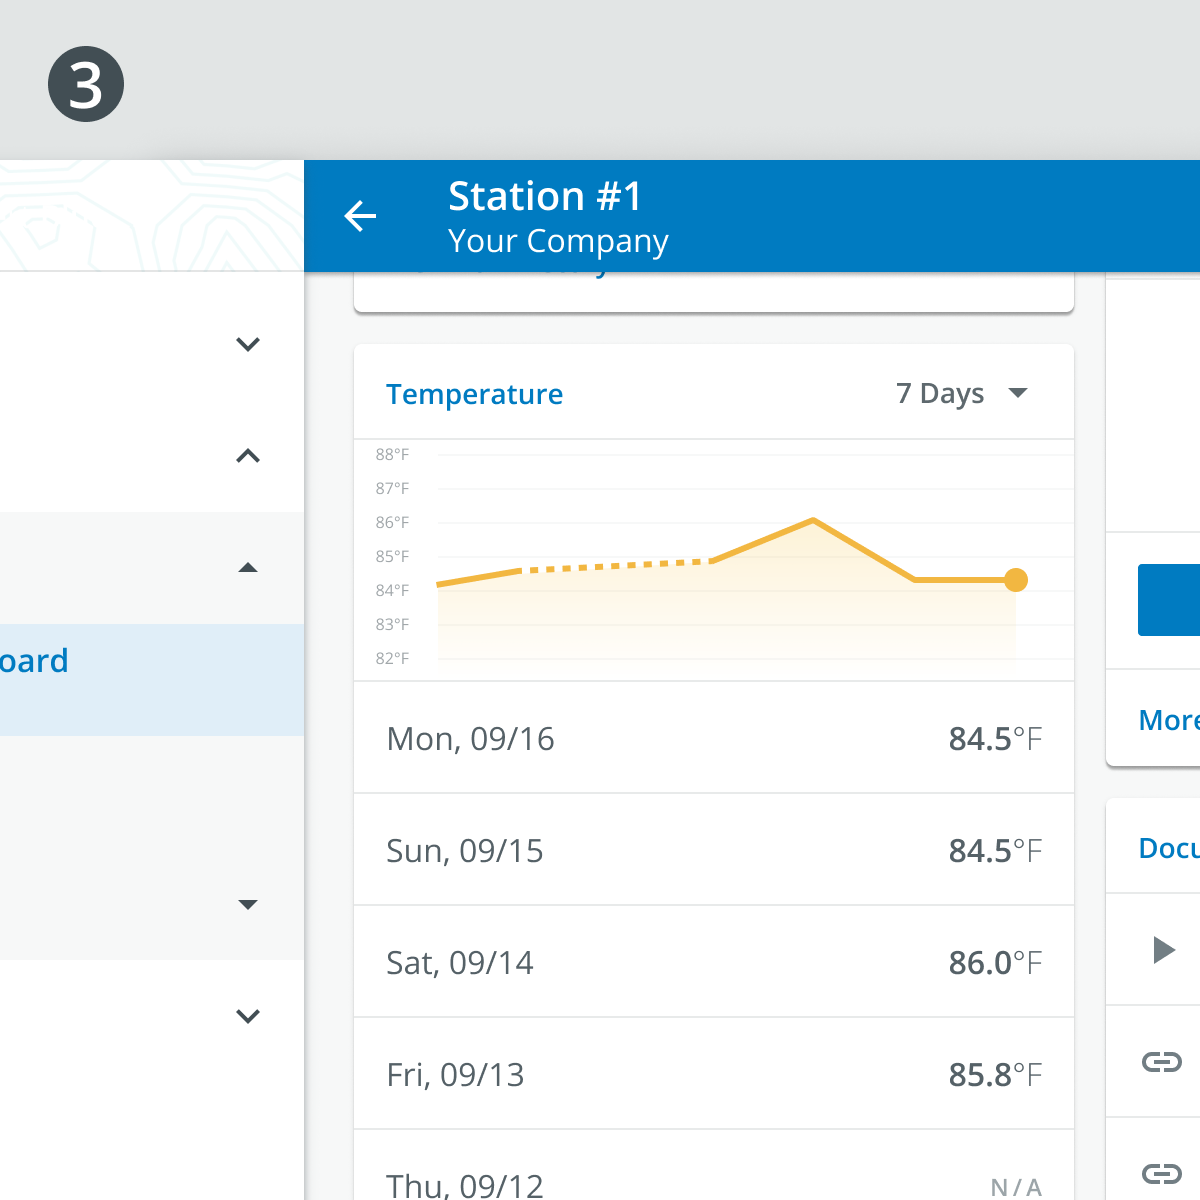 3
Station #1
Your Company
Temperature
7 Days
88°F
87°F
86°F
85°F
84°F
83°F
82°F
Mon, 09/16 84.5°F
Sun, 09/15 84.5°F
Sat, 09/14 86.0°F
Fri, 09/13 85.8°F
Thu, 09/12 N/A
oard
More
Docu